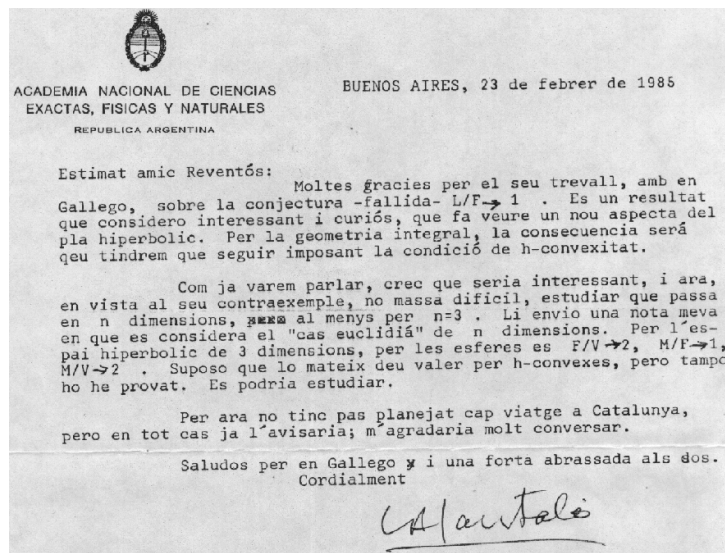 ACADEMIA NACIONAL DE CIENCIAS
EXACTAS, FISICAS Y NATURALES
REPUBLICA ARGENTINA
BUENOS AIRES, 23 de febrer de 1985
Estimat amic Reventós:
Moltes gracies per el seu trevall, amb en
Gallego, sobre la conjectura -fallida- L/F→ 1 . Es un resultat
que considero interessant i curiós, que fa veure un nou aspecta del
pla hiperbolic. Per la geometria integral, la consecuencia será
qeu tindrem que seguir imposant la condició de h-convexitat.
Com ja varem parlar, crec que seria interessant, i ara,
en vista al seu contraexemple, no massa dificil, estudiar que passa
en n dimensions, al menys per n=3 . Li envio una nota meva
en que es considera el "cas euclidiá" de n dimensions. Per l´es-
pai hiperbolic de 3 dimensions, per les esferes es F/V→2, M/F→1,
M/V→2 . Suposo que lo mateix deu valer per h-convexes, pero tampo
ho he provat. Es podria estudiar.
Per ara no tinc pas planejat cap viatge a Catalunya,
pero en tot cas ja l´avisaria; m´agradaria molt conversar.
Saludos per en Gallego y i una forta abrassada als dos.
Cordialment
LA Santaló